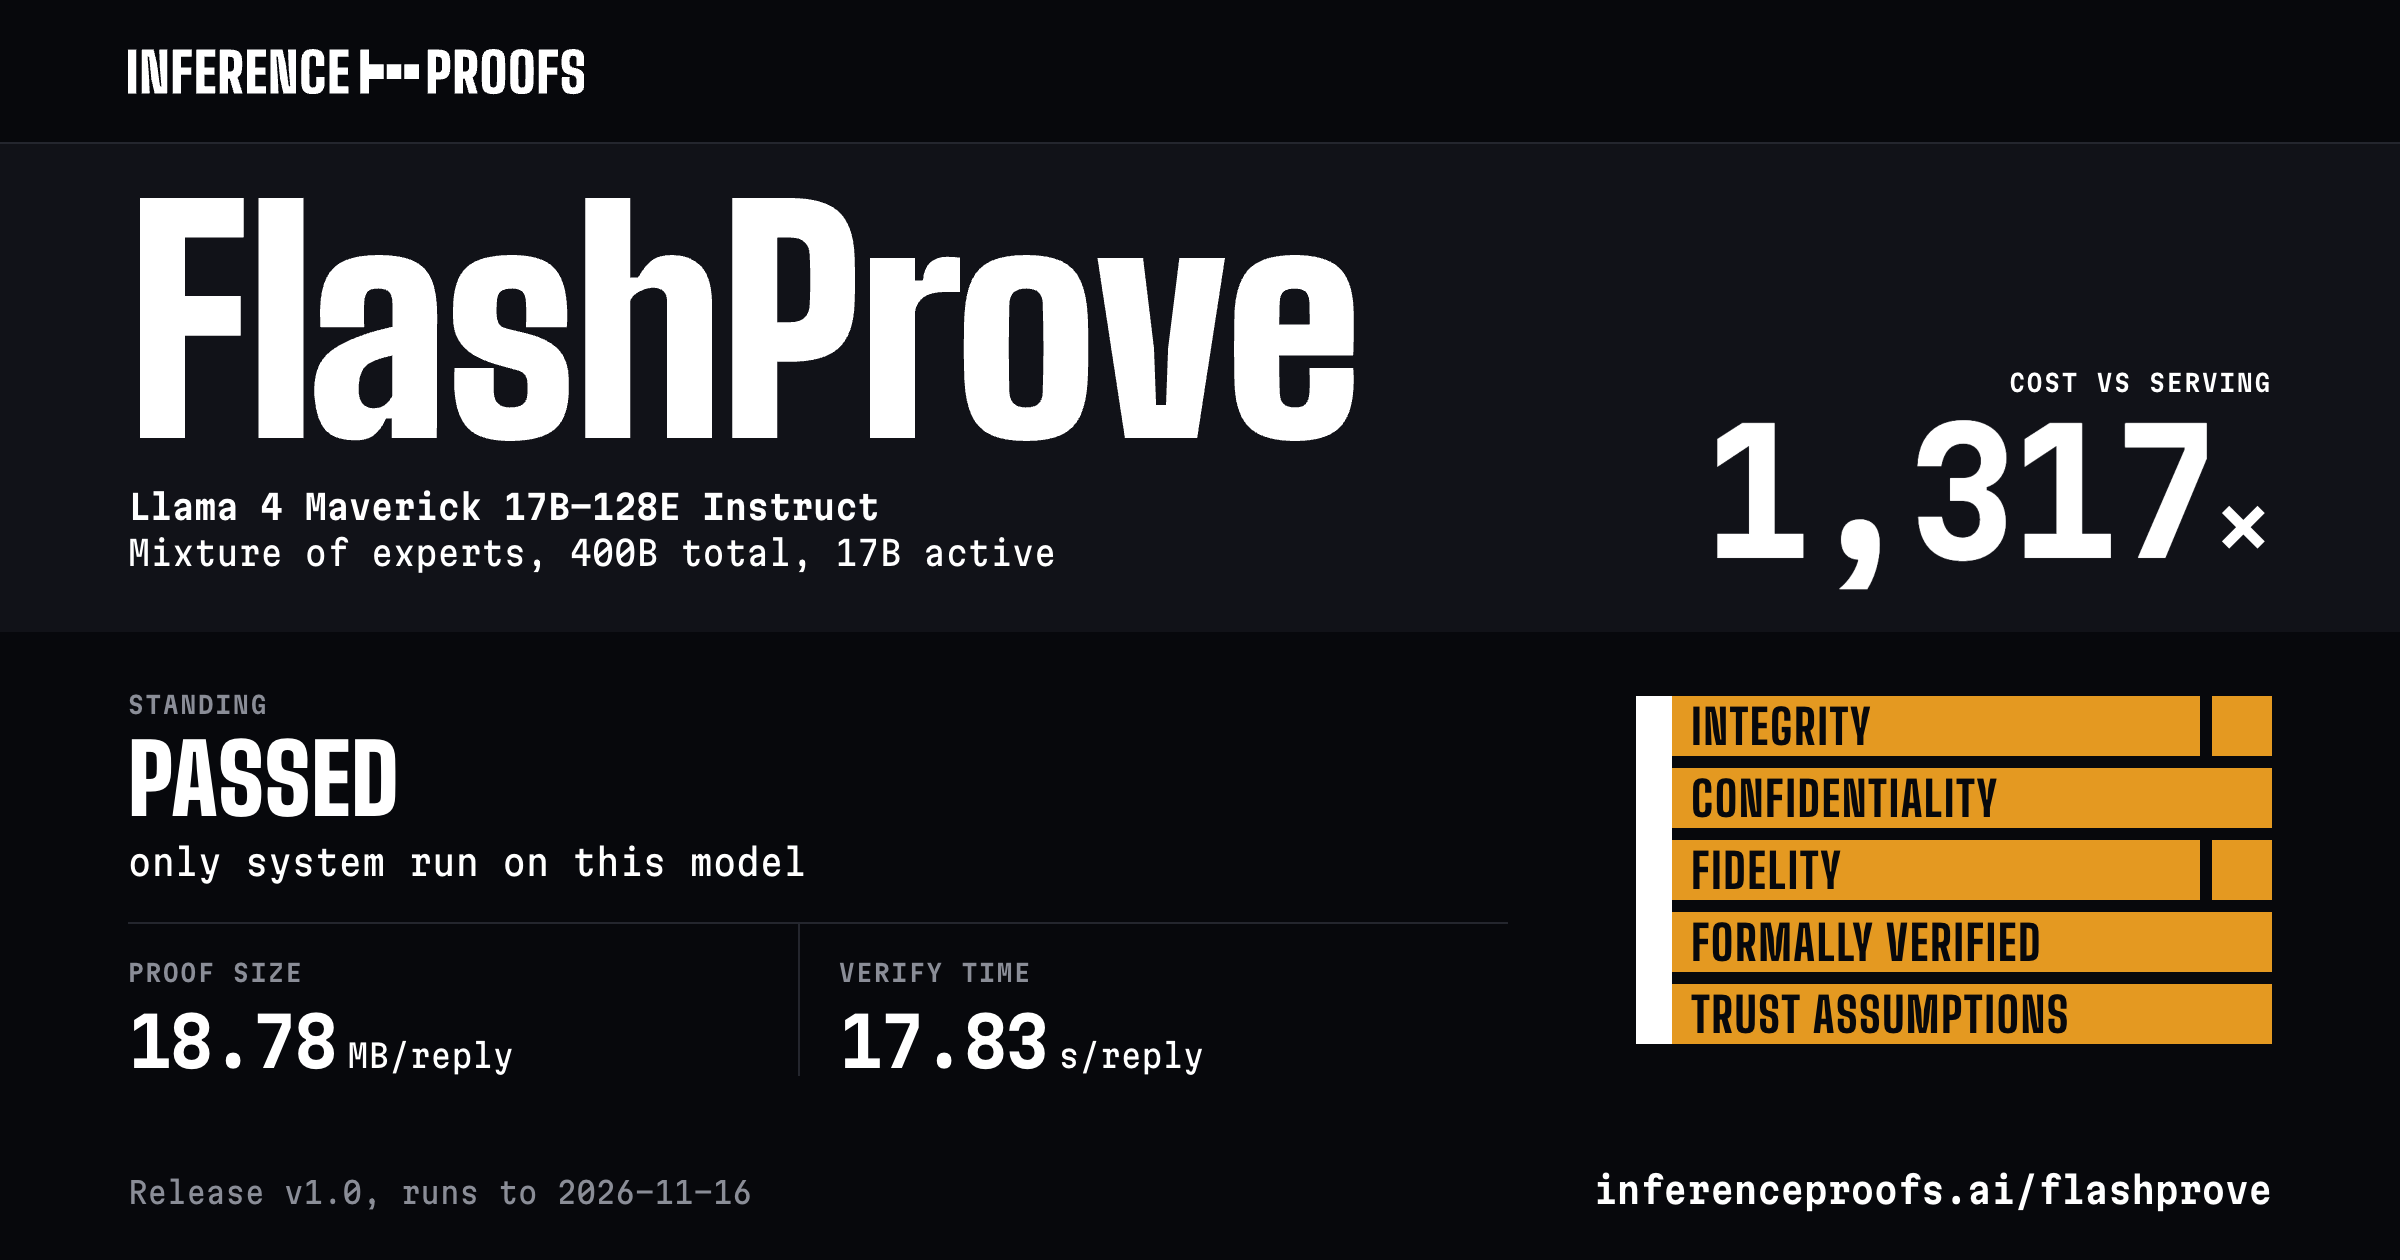 INFERENCE PROOFS
FlashProve
Llama 4 Maverick 17B-128E Instruct
Mixture of experts, 400B total, 17B active
COST VS SERVING
1,317×
STANDING
PASSED
only system run on this model
PROOF SIZE
18.78 MB/reply
VERIFY TIME
17.83 s/reply
INTEGRITY
CONFIDENTIALITY
FIDELITY
FORMALLY VERIFIED
TRUST ASSUMPTIONS
Release v1.0, runs to 2026-11-16
inferenceproofs.ai/flashprove